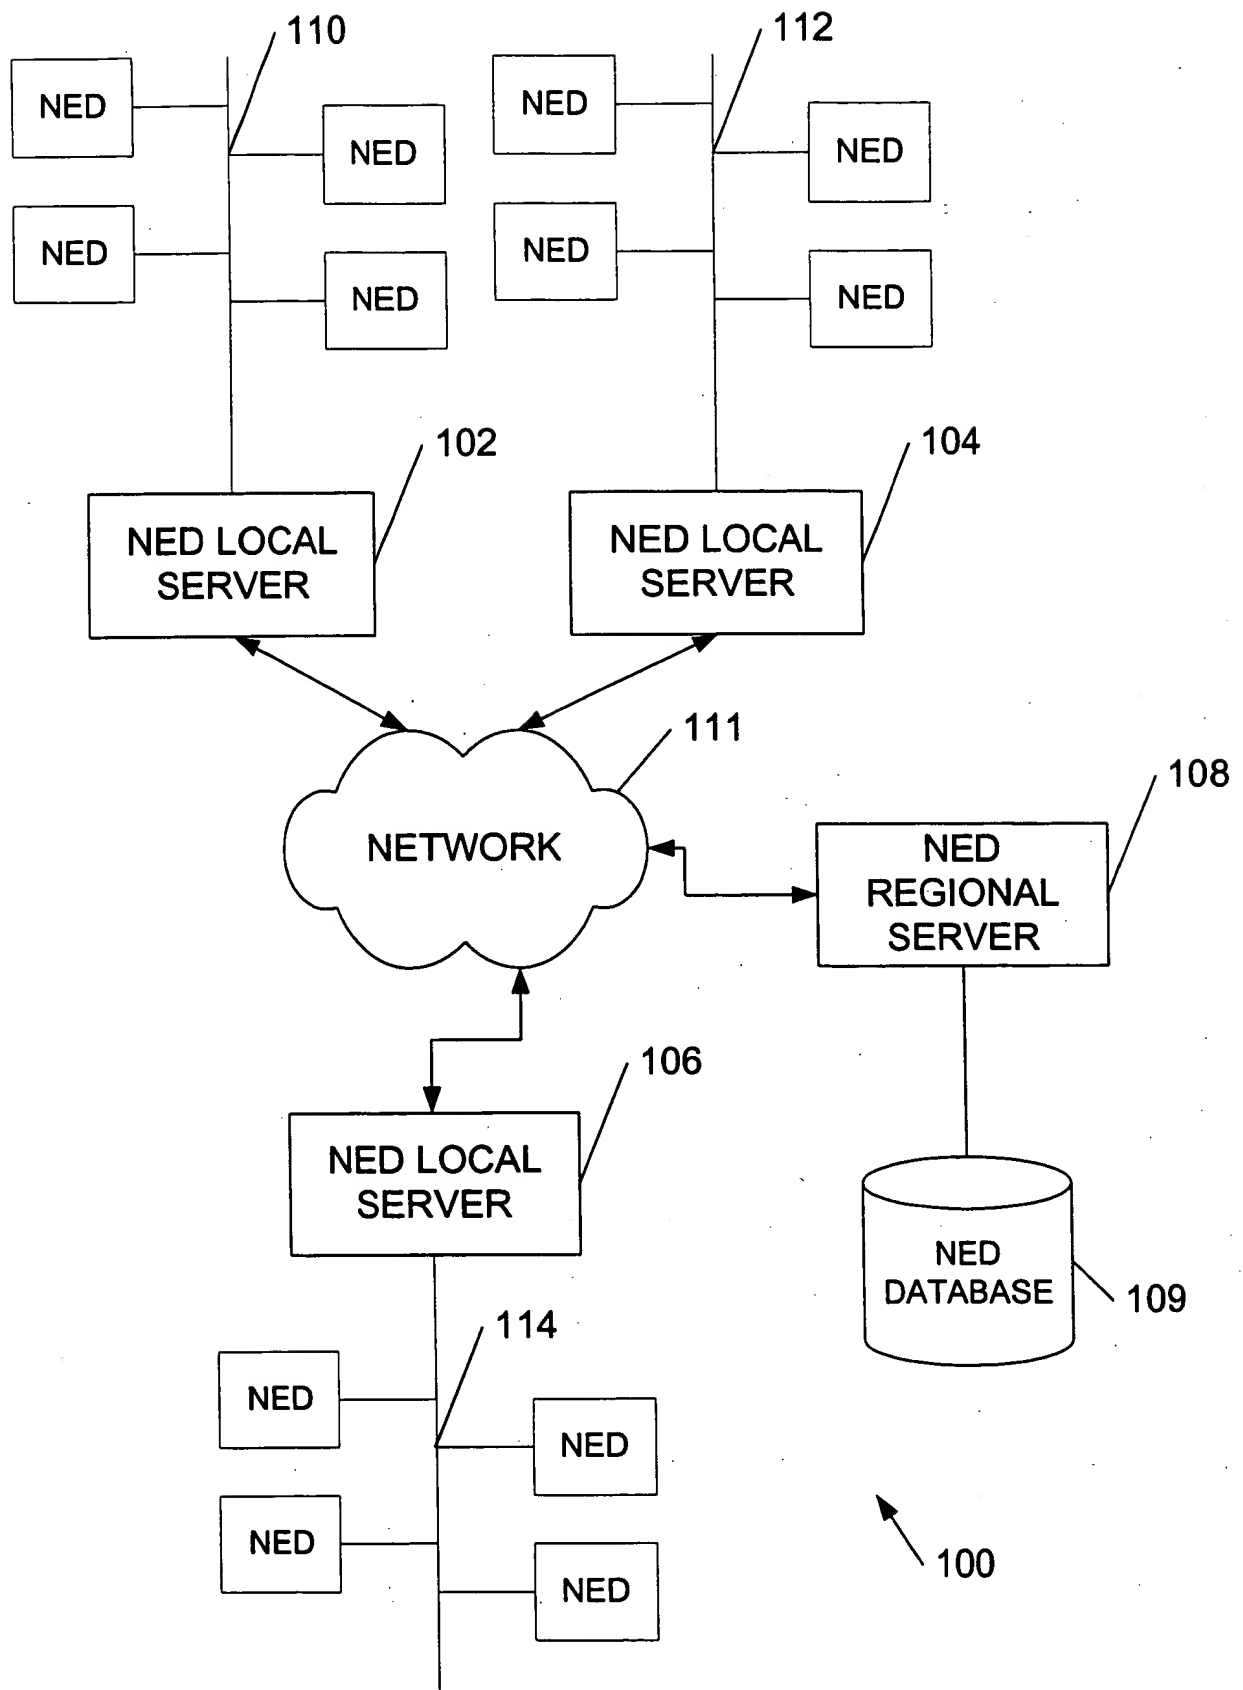 110
112
NED
NED
NED
NED
NED
NED
NED
NED
102
104
NED LOCAL
SERVER
NED LOCAL
SERVER
111
108
NETWORK
NED
REGIONAL
SERVER
106
NED LOCAL
SERVER
NED
DATABASE
109
114
NED
NED
NED
NED
100